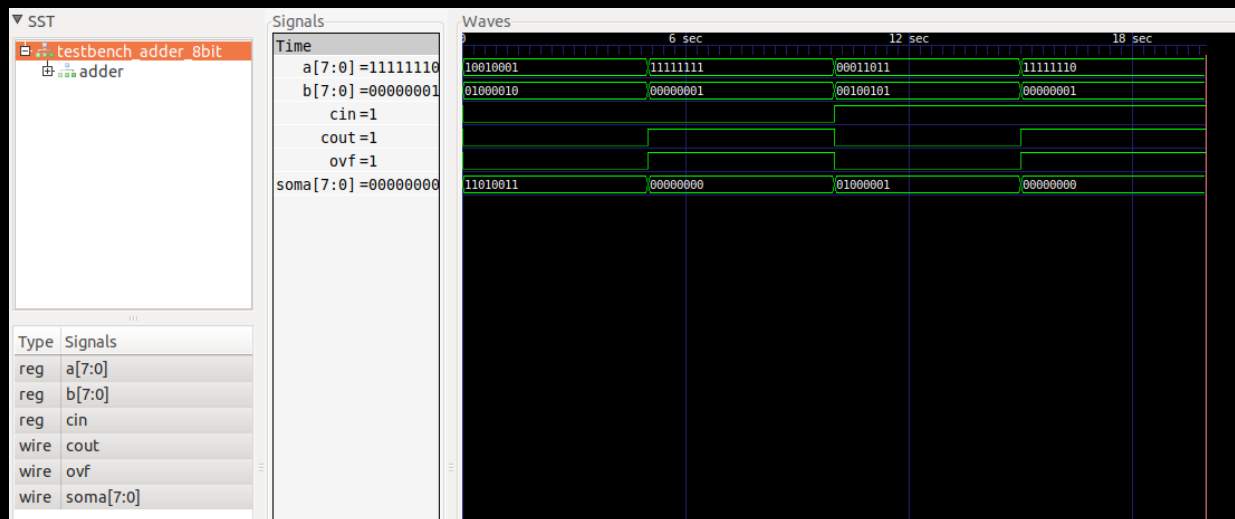 SST
testbench_adder_8bit
adder
Type Signals
reg a[7:0]
reg b[7:0]
reg cin
wire cout
wire ovf
wire soma[7:0]
Signals
Time
a[7:0] =11111110
b[7:0] =00000001
cin =1
cout =1
ovf =1
soma[7:0] =00000000
Waves
6 sec 12 sec 18 sec
10010001 11111111 00011011 11111110
01000010 00000001 00100101 00000001
11010011 00000000 01000001 00000000